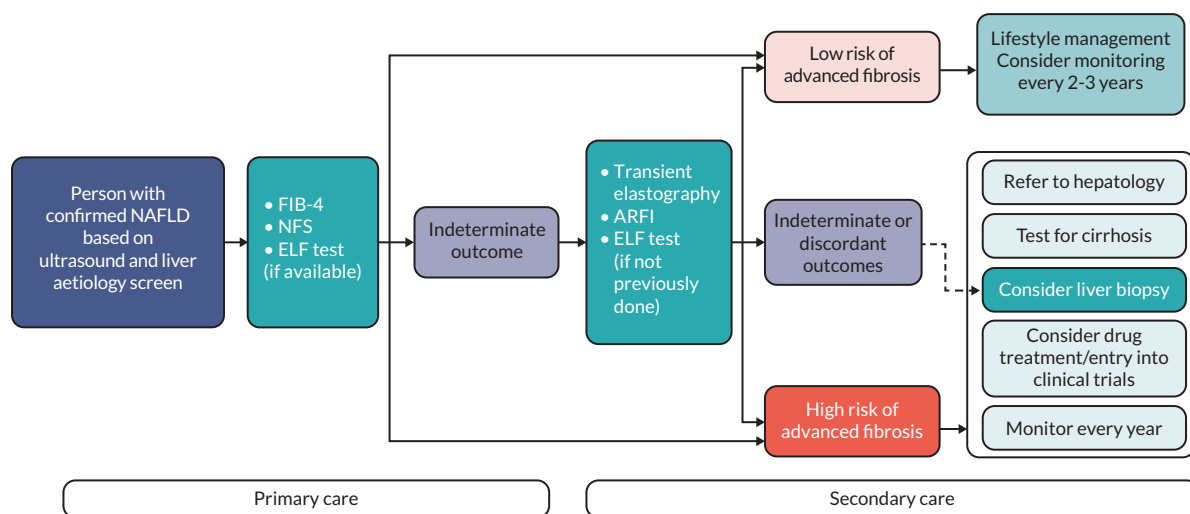 Person with
confirmed NAFLD
based on
ultrasound and liver
aetiology screen
• FIB-4
• NFS
• ELF test
(if available)
Indeterminate
outcome
• Transient
elastography
• ARFI
• ELF test
(if not
previously
done)
Low risk of
advanced fibrosis
Lifestyle management
Consider monitoring
every 2-3 years
Indeterminate or
discordant
outcomes
High risk of
advanced fibrosis
Refer to hepatology
Test for cirrhosis
Consider liver biopsy
Consider drug
treatment/entry into
clinical trials
Monitor every year
Primary care
Secondary care